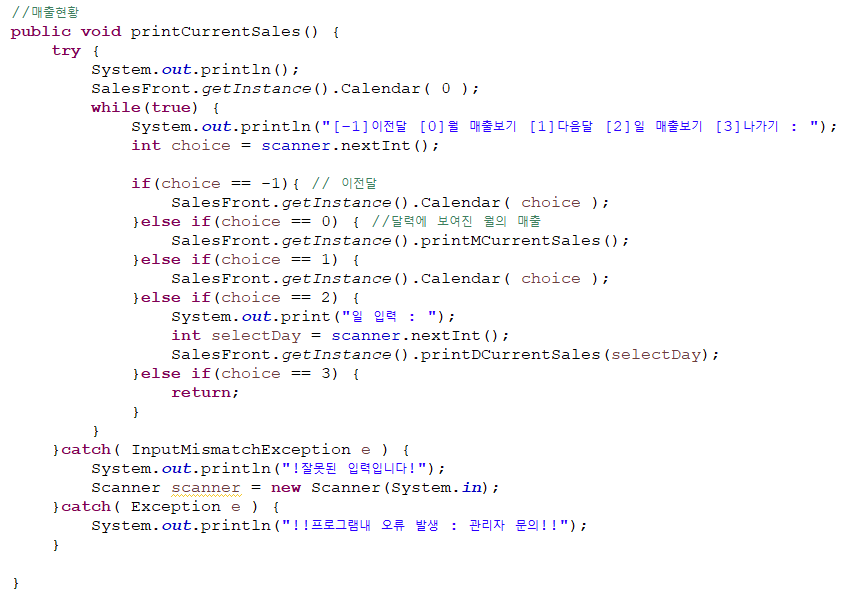 //매출현황
public void printCurrentSales() {
    try {
        System.out.println();
        SalesFront.getInstance().Calendar( 0 );
        while(true) {
            System.out.println("[-1]이전달 [0]월 매출보기 [1]다음달 [2]일 매출보기 [3]나가기 : ");
            int choice = scanner.nextInt();
            if(choice == -1){ // 이전달
                SalesFront.getInstance().Calendar( choice );
            }else if(choice == 0) { //달력에 보여진 월의 매출
                SalesFront.getInstance().printMCurrentSales();
            }else if(choice == 1) {
                SalesFront.getInstance().Calendar( choice );
            }else if(choice == 2) {
                System.out.print("일 입력 : ");
                int selectDay = scanner.nextInt();
                SalesFront.getInstance().printDCurrentSales(selectDay);
            }else if(choice == 3) {
                return;
            }
        }
    }catch( InputMismatchException e ) {
        System.out.println("!잘못된 입력입니다!");
        Scanner scanner = new Scanner(System.in);
    }catch( Exception e ) {
        System.out.println("!!프로그램내 오류 발생 : 관리자 문의!!");
    }
}